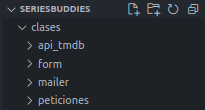 SERIESBUDDIES
clases
api_tmdb
form
mailer
peticiones